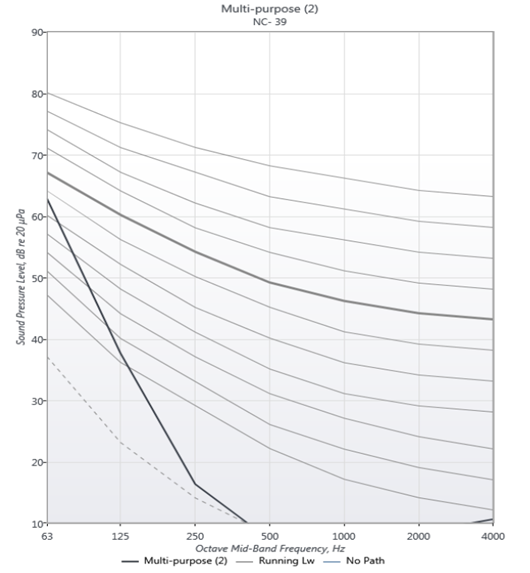 Multi-purpose (2)
NC- 39
90
80
70
60
50
40
30
20
10
Sound Pressure Level, dB re 20 µPa
63 125 250 500 1000 2000 4000
Octave Mid-Band Frequency, Hz
Multi-purpose (2) Running Lw No Path